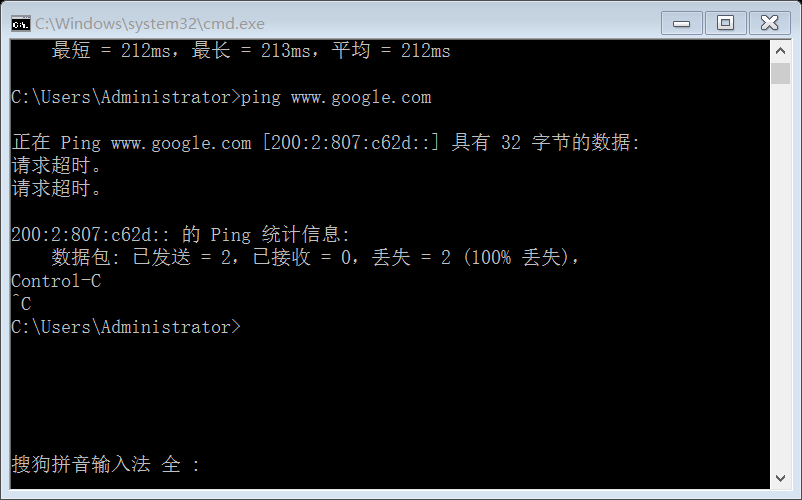 C:\Windows\system32\cmd.exe
最短 = 212ms，最长 = 213ms，平均 = 212ms
C:\Users\Administrator>ping www.google.com
正在 Ping www.google.com [200:2:807:c62d::] 具有 32 字节的数据:
请求超时。
请求超时。
200:2:807:c62d:: 的 Ping 统计信息:
数据包: 已发送 = 2，已接收 = 0，丢失 = 2 (100% 丢失)，
Control-C
^C
C:\Users\Administrator>
搜狗拼音输入法 全 :